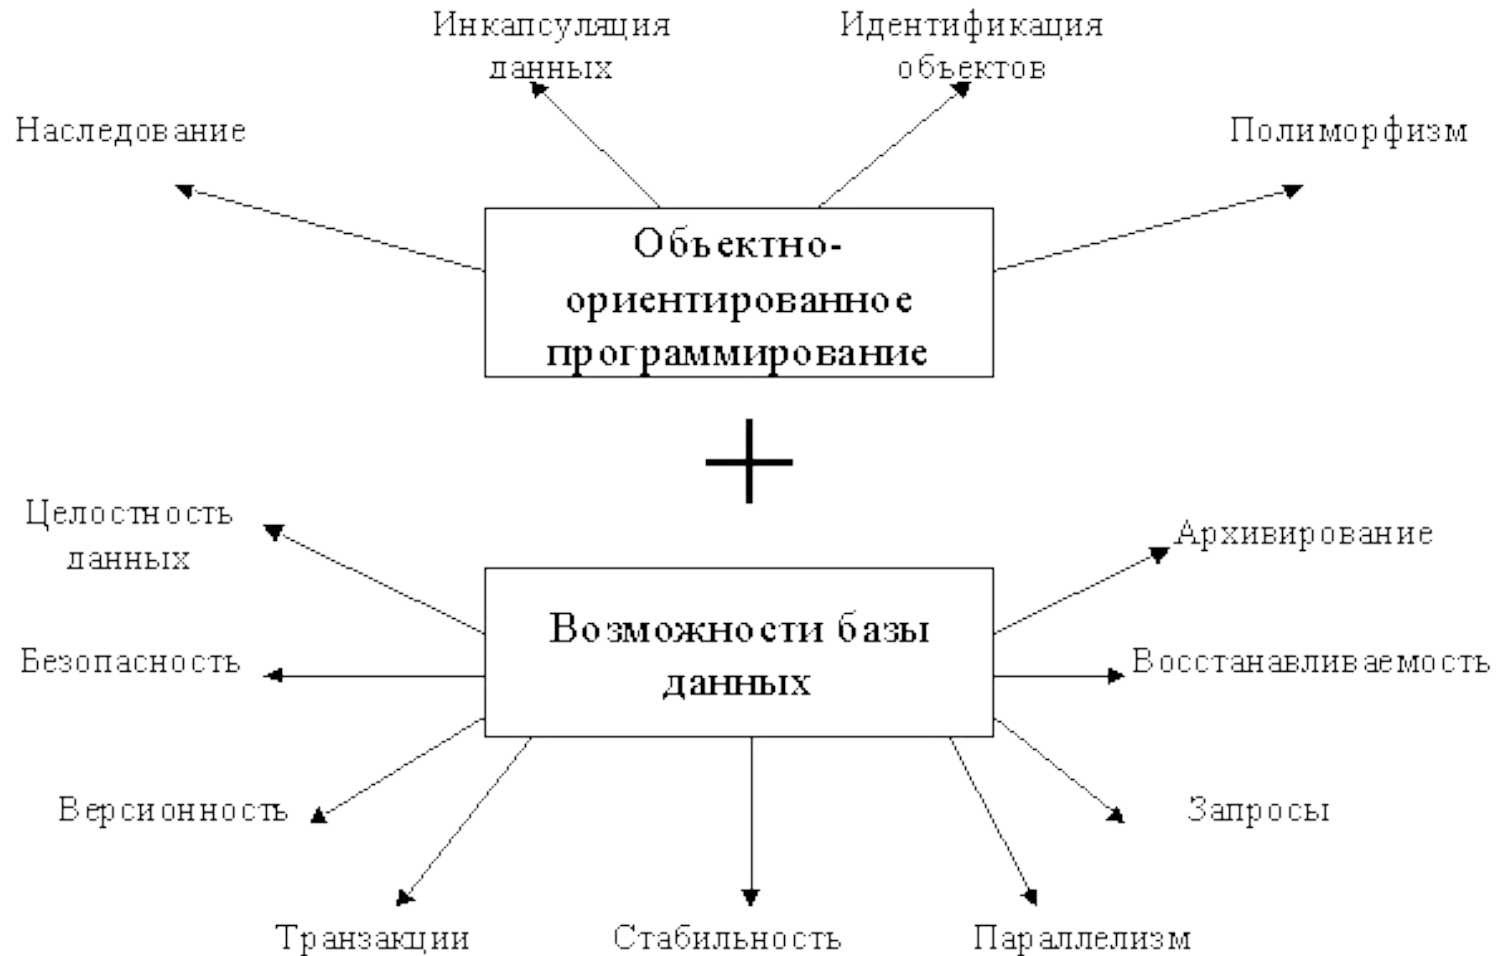 Инкапсуляция
данных
Идентификация
объектов
Наследование
Полиморфизм
Объектно-
ориентированное
программирование
+
Целостность
данных
Архивирование
Возможности базы
данных
Безопасность
Восстанавливаемость
Версионность
Запросы
Транзакции
Стабильность
Параллелизм